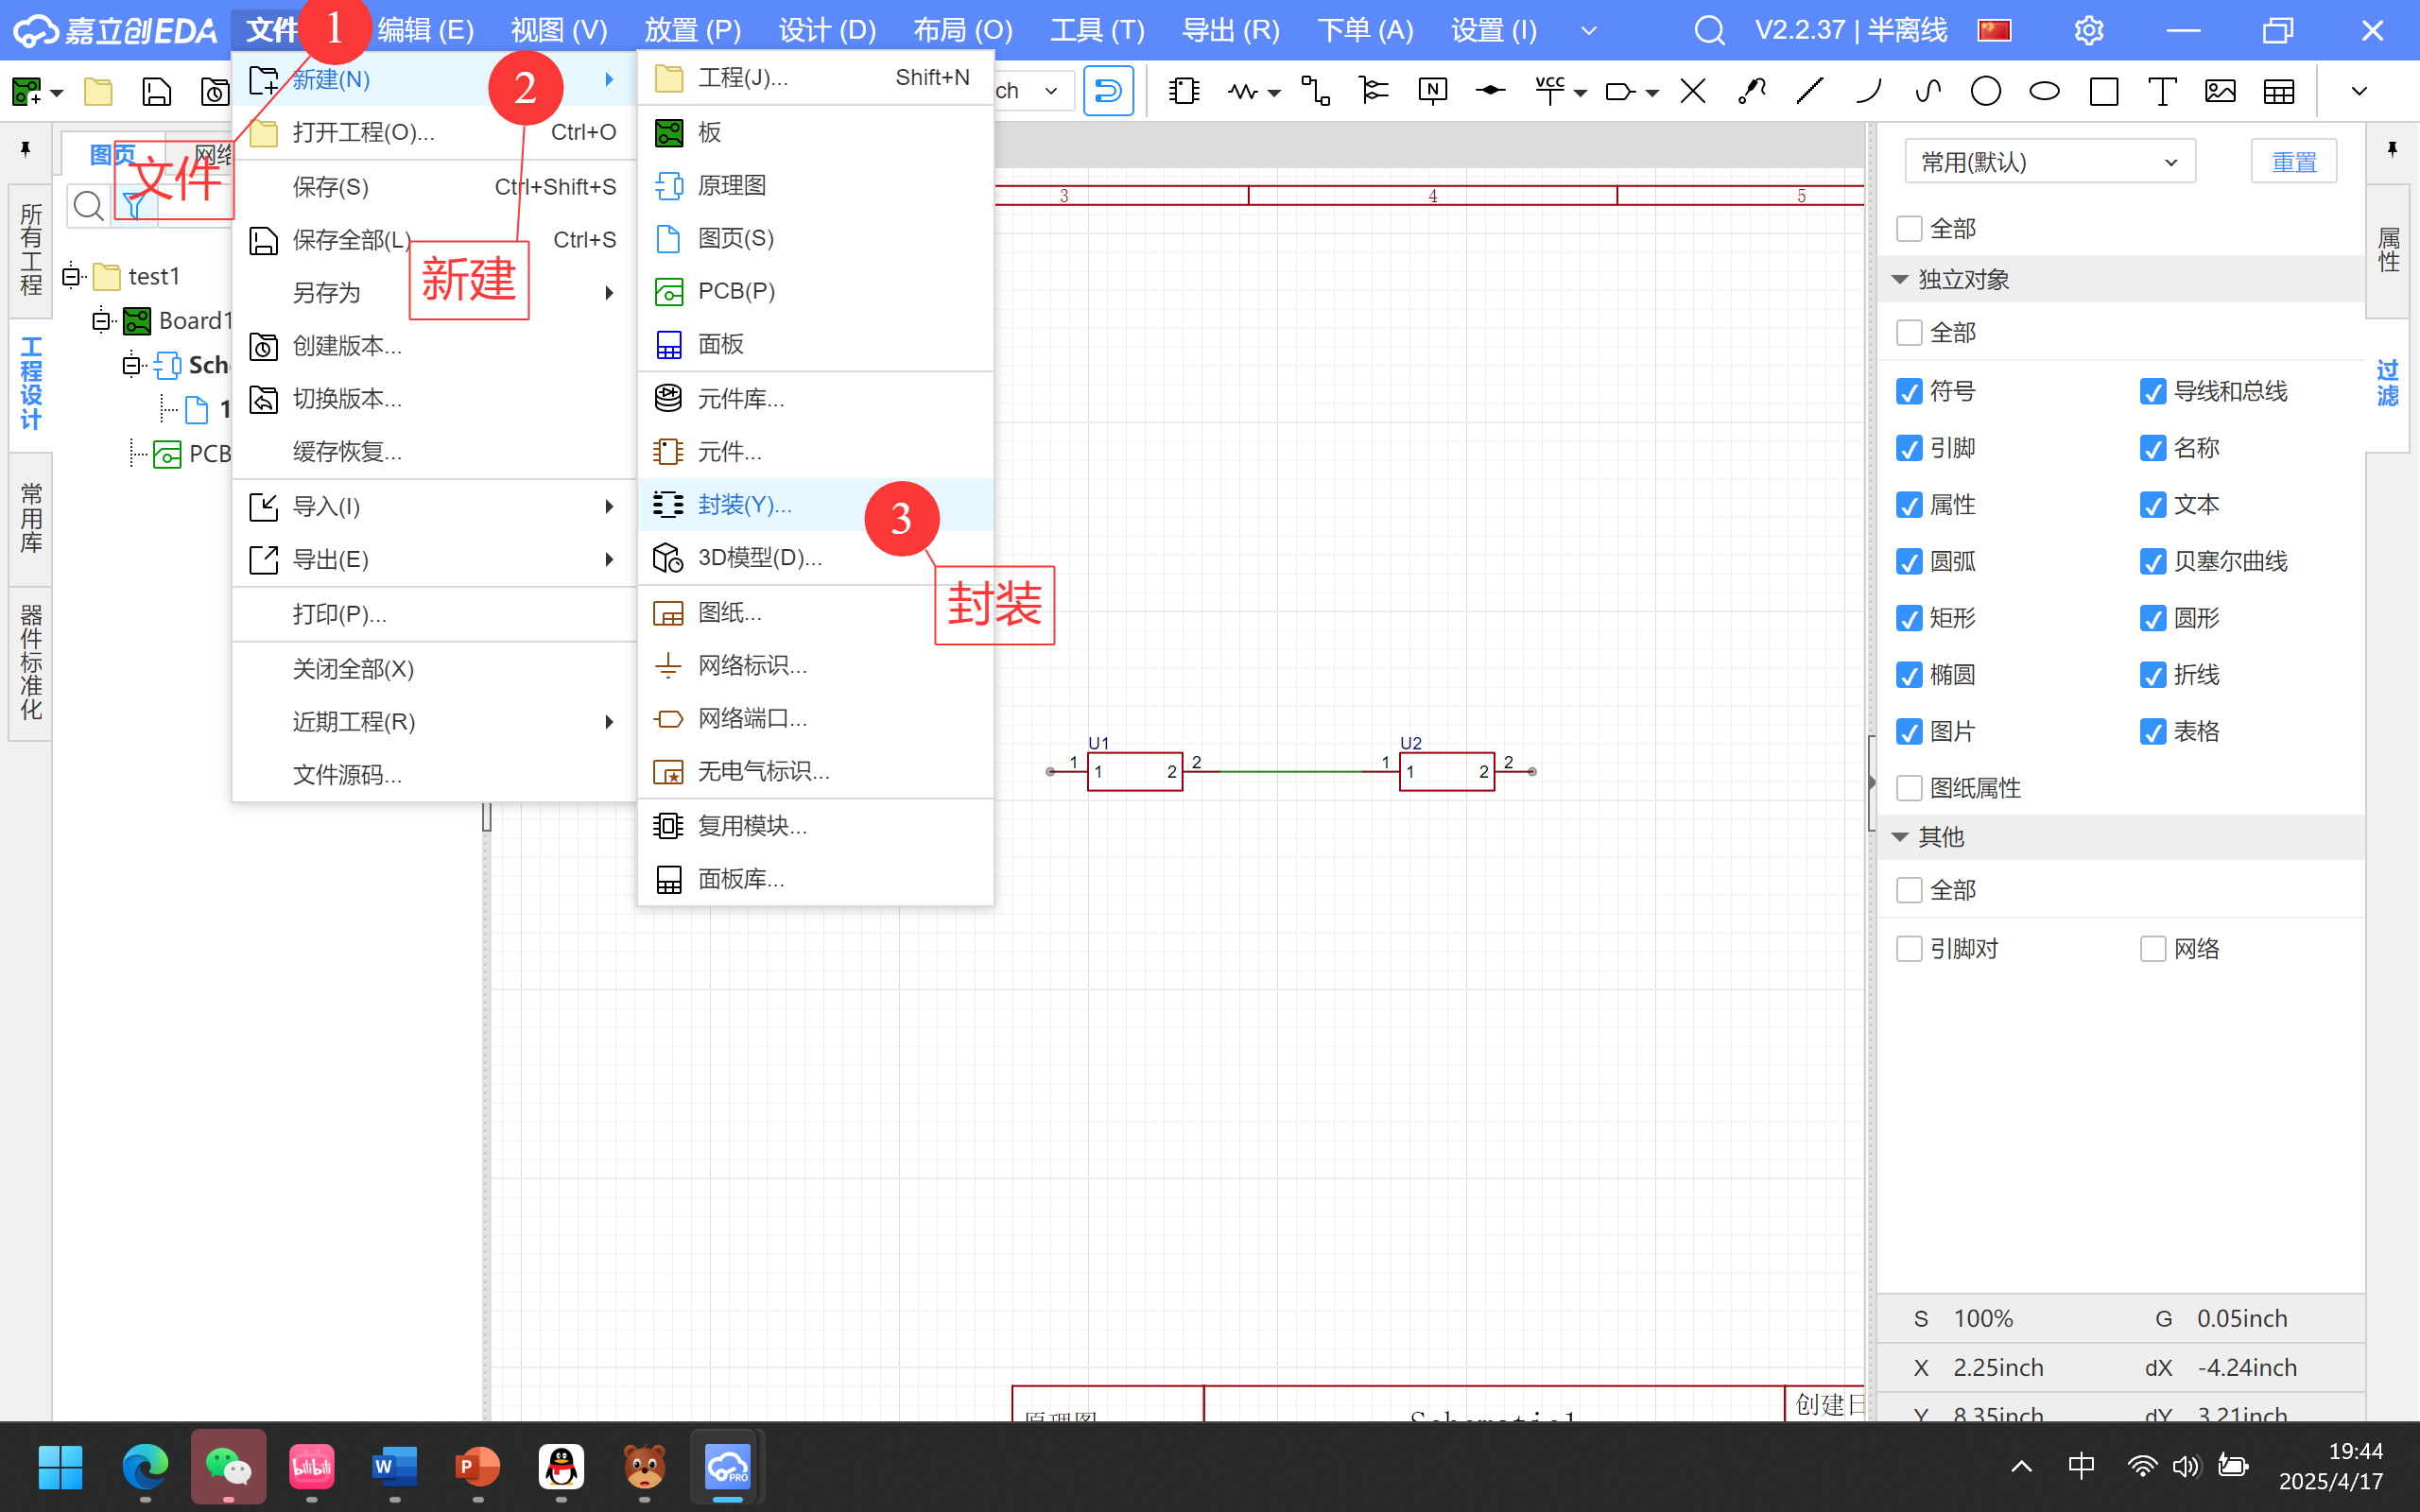 嘉立创EDA 文件 1 编辑 (E) 视图 (V) 放置 (P) 设计 (D) 布局 (O) 工具 (T) 导出 (R) 下单 (A) 设置 (I) V2.2.37 | 半离线
ch N VCC
图页 网络
文件
所有工程
工程设计
常用库
器件标准化
test1
Board1
Sch
1
PCB
新建(N)
2
打开工程(O)... Ctrl+O
保存(S) Ctrl+Shift+S
保存全部(L) Ctrl+S
新建
另存为
创建版本...
切换版本...
缓存恢复...
导入(I)
导出(E)
打印(P)...
关闭全部(X)
近期工程(R)
文件源码...
工程(J)... Shift+N
板
原理图
图页(S)
PCB(P)
面板
元件库...
元件...
封装(Y)...
3
3D模型(D)...
封装
图纸...
网络标识...
网络端口...
无电气标识...
复用模块...
面板库...
3 4 5
U1
1 1 2 2
U2
1 1 2 2
原理图 Schematic1 创建日
常用(默认) 重置
全部
独立对象
全部
符号 导线和总线
引脚 名称
属性 文本
圆弧 贝塞尔曲线
矩形 圆形
椭圆 折线
图片 表格
图纸属性
其他
全部
引脚对 网络
属性
过滤
S 100% G 0.05inch
X 2.25inch dX -4.24inch
Y 8.35inch dY 3.21inch
bilibili W P PRO
中
19:44
2025/4/17